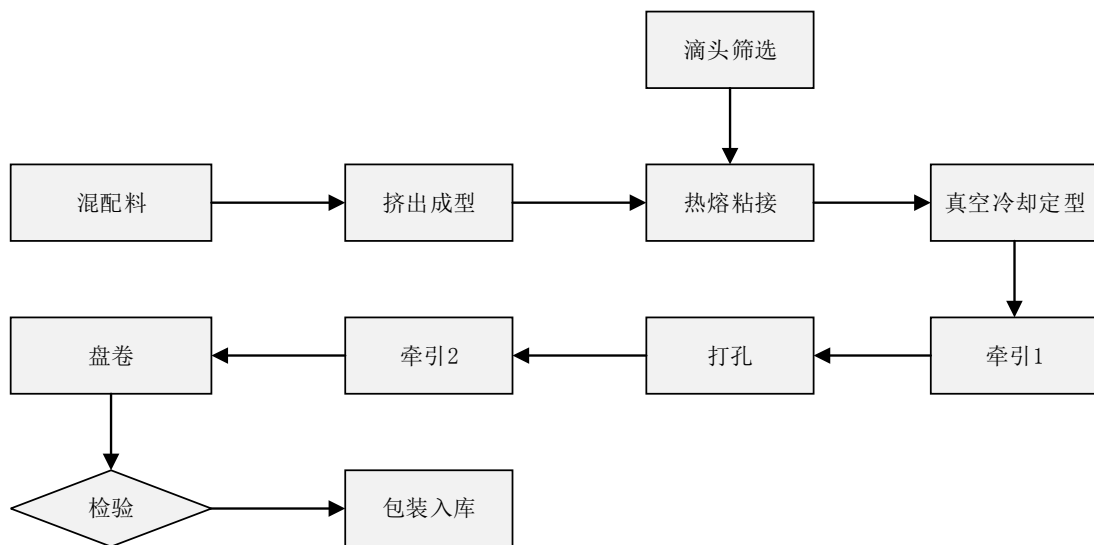 滴头筛选
混配料
挤出成型
热熔粘接
真空冷却定型
盘卷
牵引2
打孔
牵引1
检验
包装入库